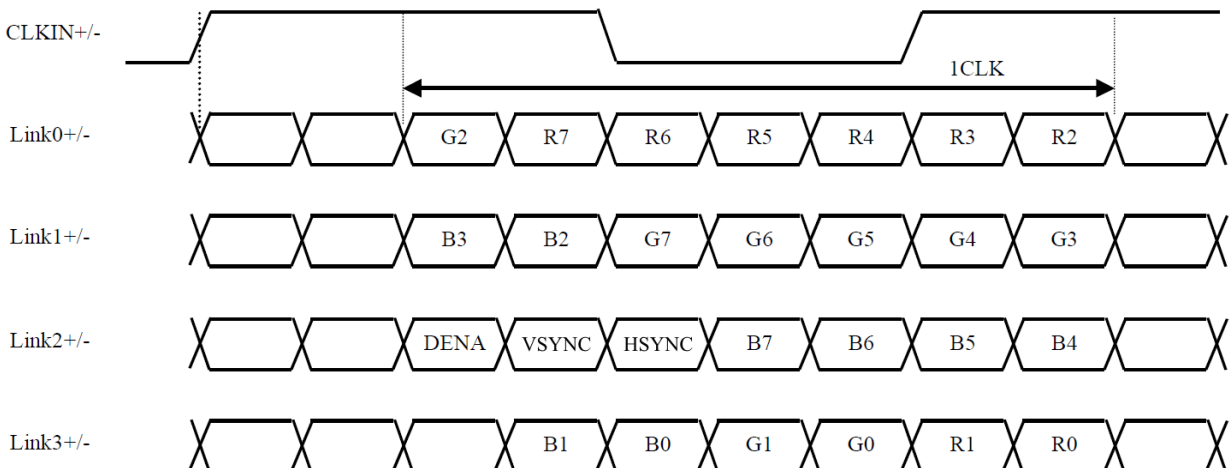 CLKIN+/-
1CLK
Link0+/- G2 R7 R6 R5 R4 R3 R2
Link1+/- B3 B2 G7 G6 G5 G4 G3
Link2+/- DENA VSYNC HSYNC B7 B6 B5 B4
Link3+/- B1 B0 G1 G0 R1 R0